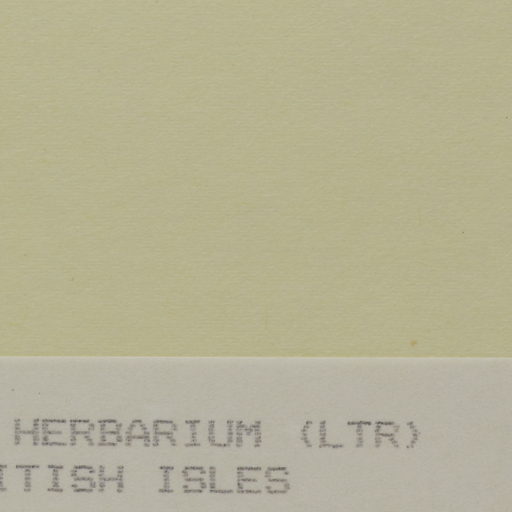 HERBARIUM (LTR)
ITISH ISLES